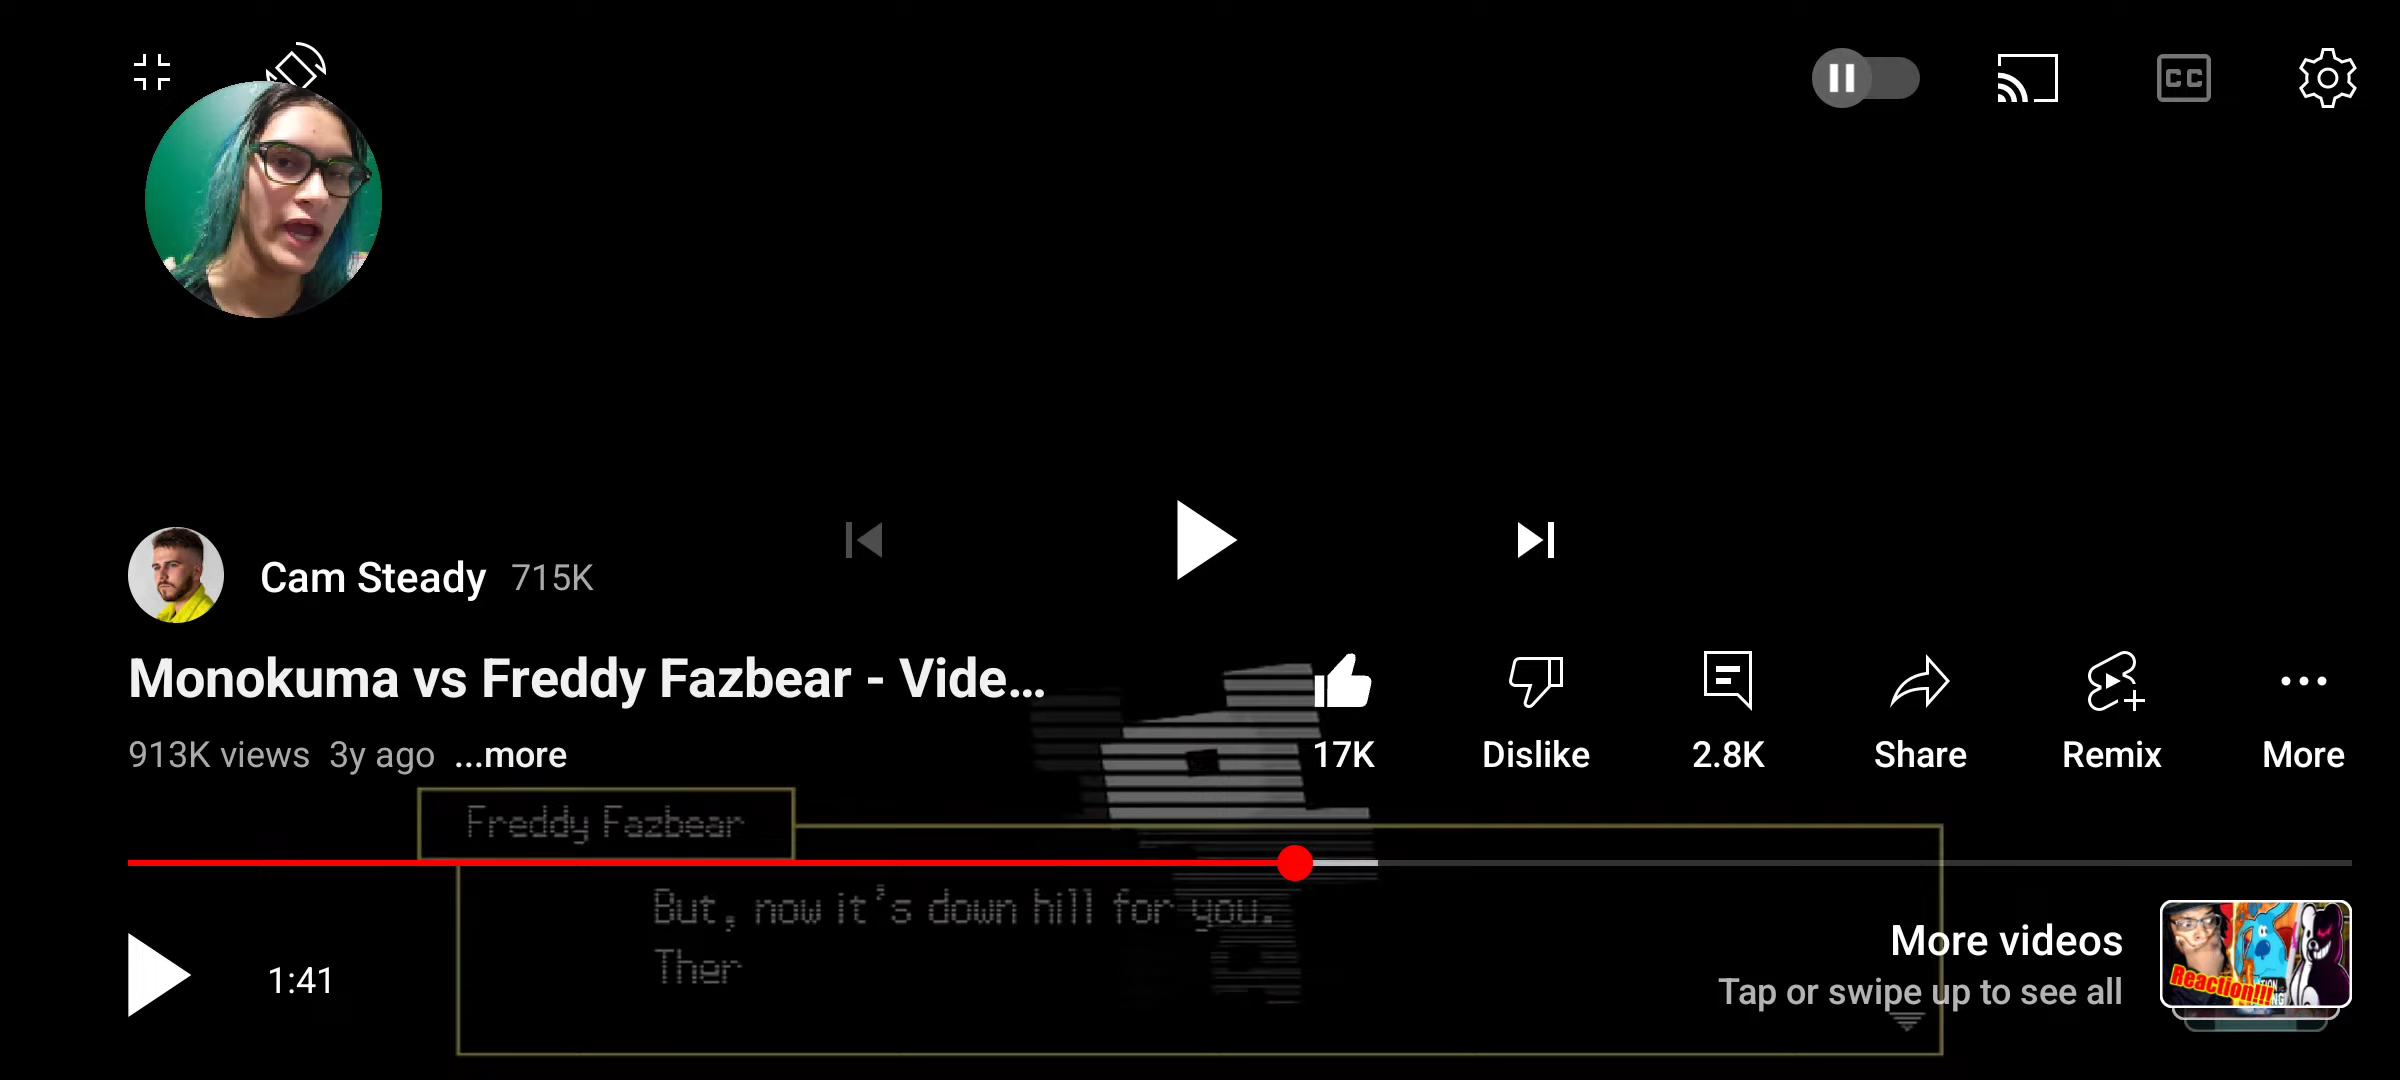 CC
Cam Steady 715K
Monokuma vs Freddy Fazbear - Vide...
913K views 3y ago ...more
17K
Dislike
2.8K
Share
Remix
More
Freddy Fazbear
But, now it's down hill for you.
Ther
1:41
More videos
Tap or swipe up to see all
Reaction!!!